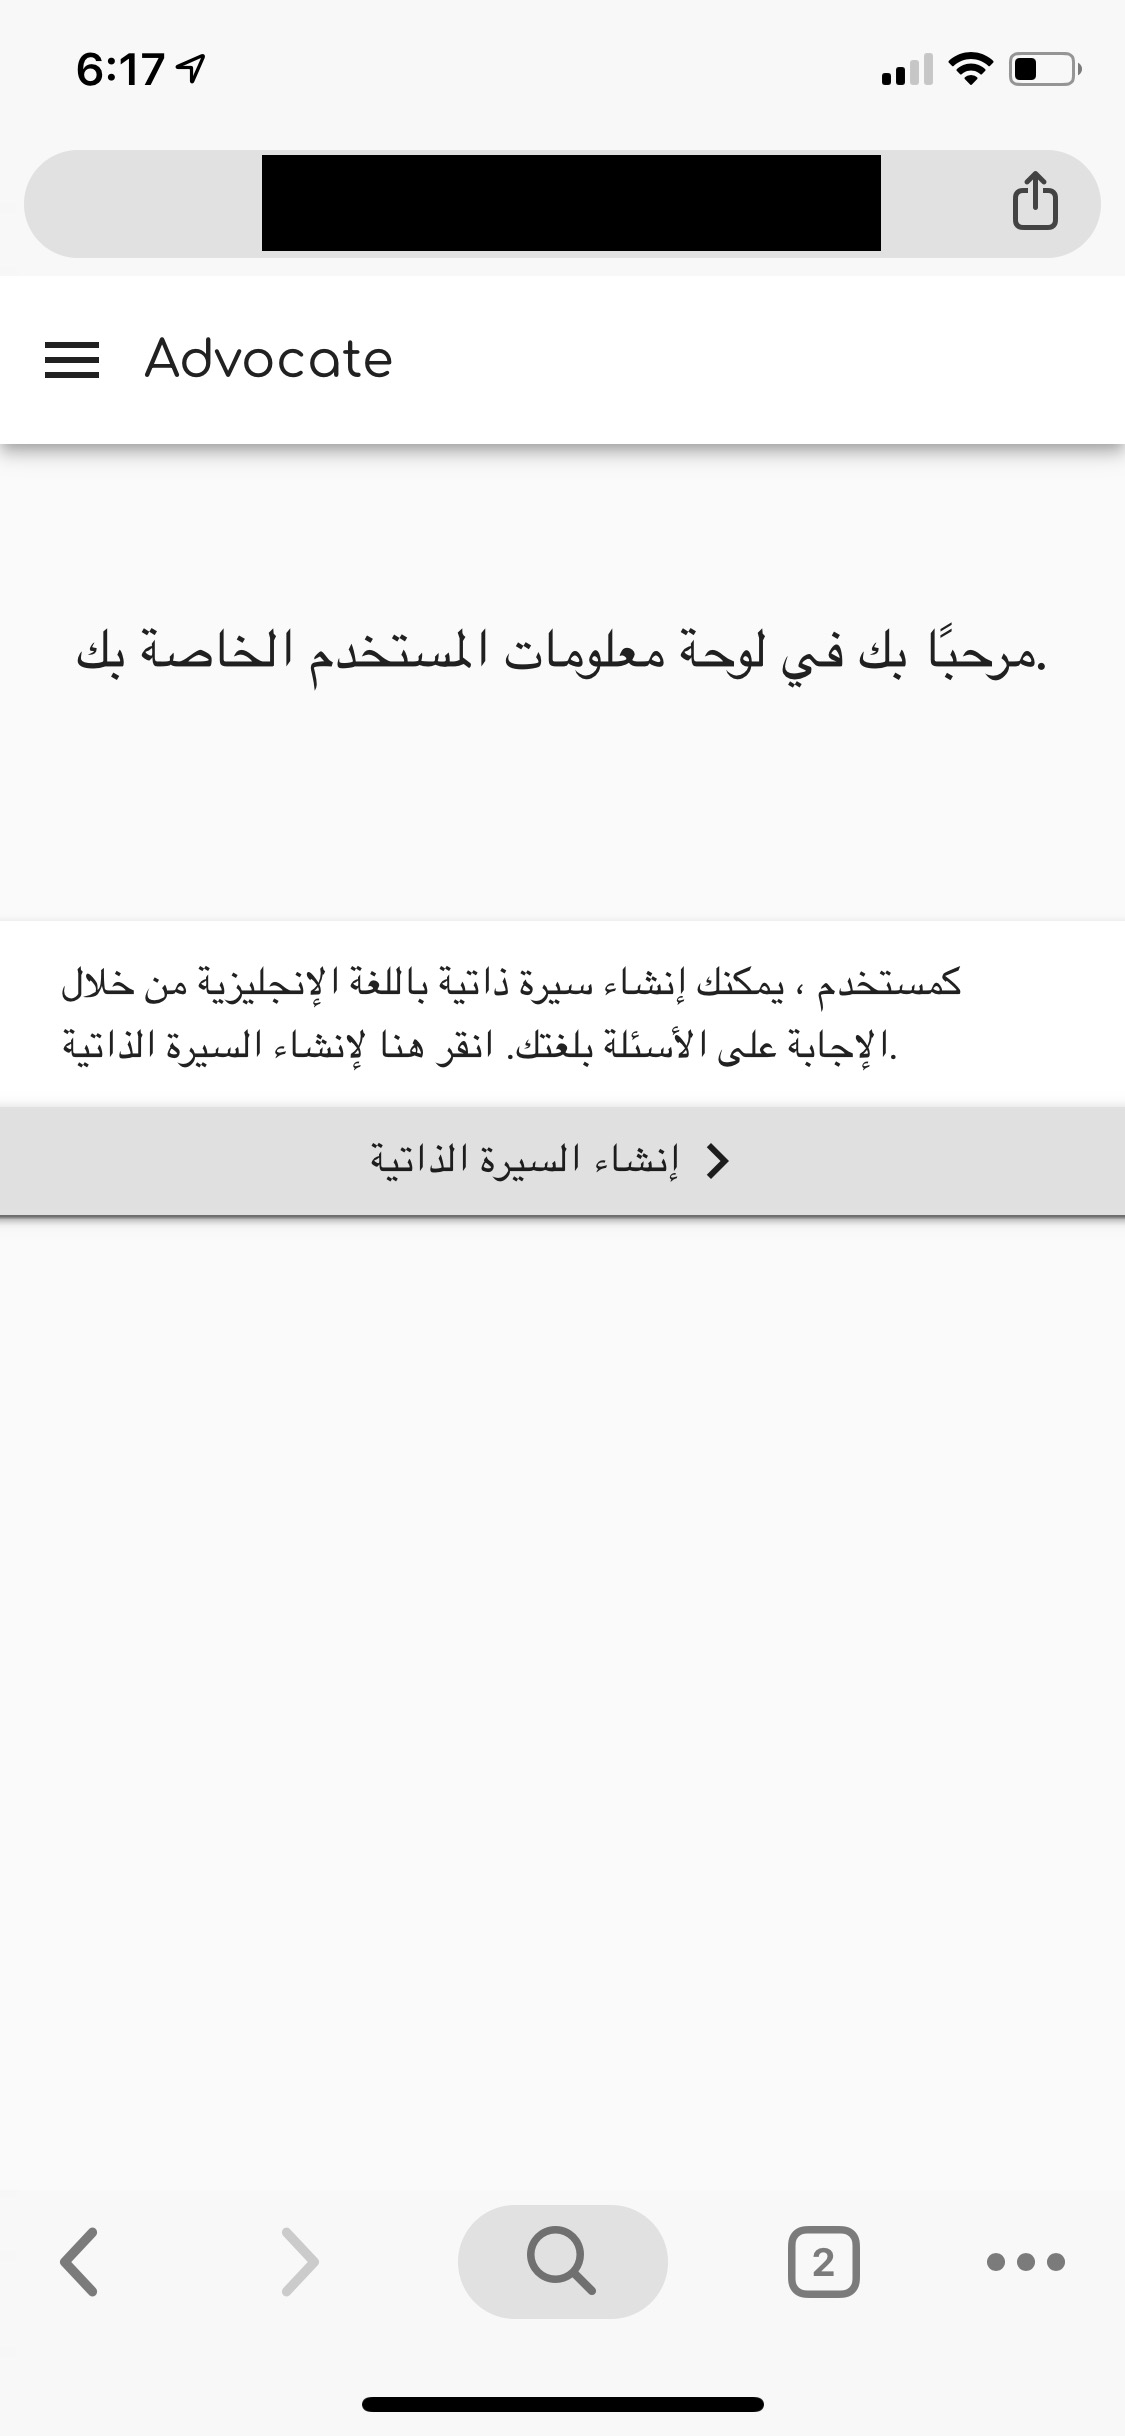 6:17
Advocate
مرحبًا بك في لوحة معلومات المستخدم الخاصة بك.
كمستخدم ، يمكنك إنشاء سيرة ذاتية باللغة الإنجليزية من خلال
الإجابة على الأسئلة بلغتك. انقر هنا لإنشاء السيرة الذاتية.
إنشاء السيرة الذاتية
2